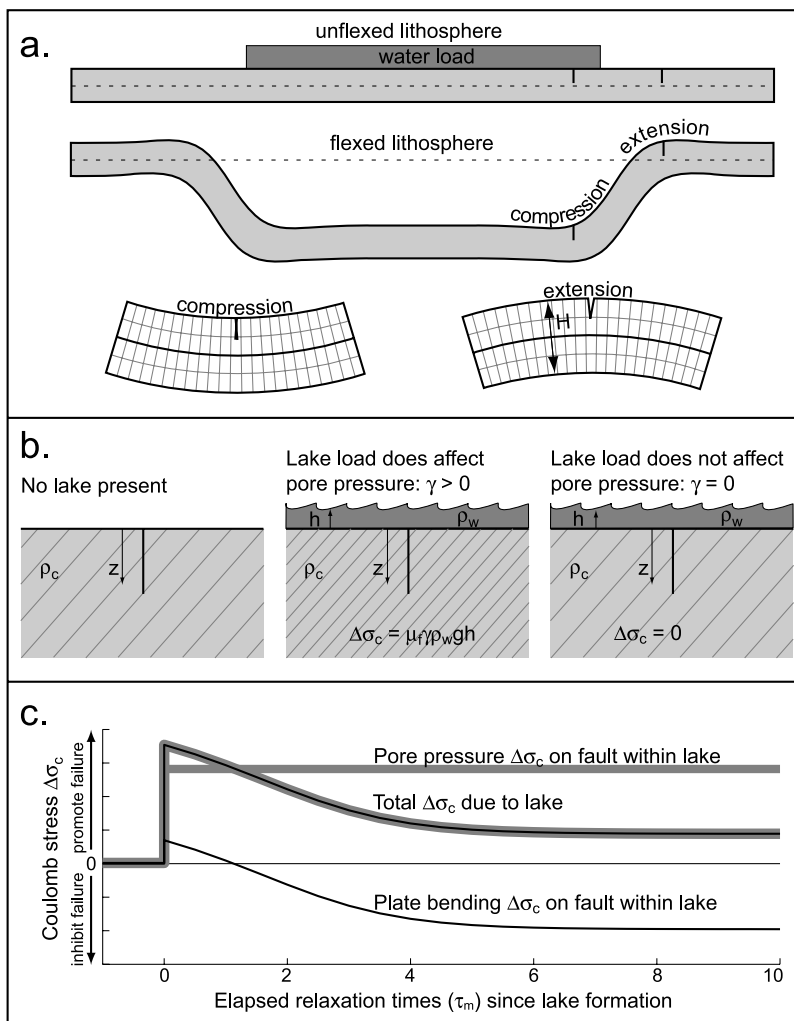 a.
unflexed lithosphere
water load
flexed lithosphere
extension
compression
compression
extension
H
b.
No lake present
Lake load does affect
pore pressure: γ > 0
Lake load does not affect
pore pressure: γ = 0
h
ρw
h
ρw
ρc
z
ρc
z
ρc
z
Δσc = μfγρwgh
Δσc = 0
c.
Coulomb stress Δσc
promote failure
inhibit failure
0
Pore pressure Δσc on fault within lake
Total Δσc due to lake
Plate bending Δσc on fault within lake
0 2 4 6 8 10
Elapsed relaxation times (τm) since lake formation